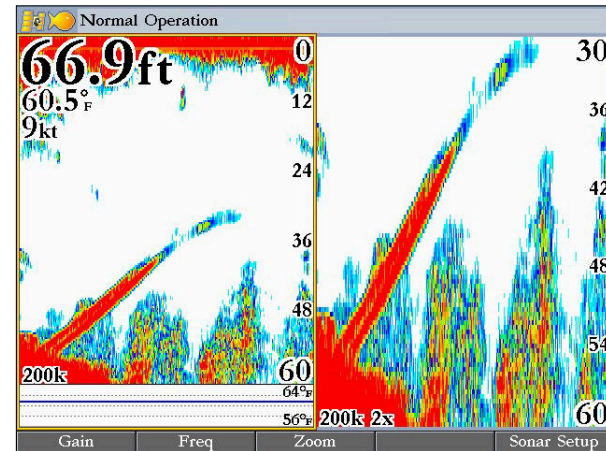 Normal Operation
66.9ft
60.5°F
9kt
0
12
24
36
48
60
200k
64°F
56°F
30
36
42
48
54
60
200k 2x
Gain Freq Zoom Sonar Setup